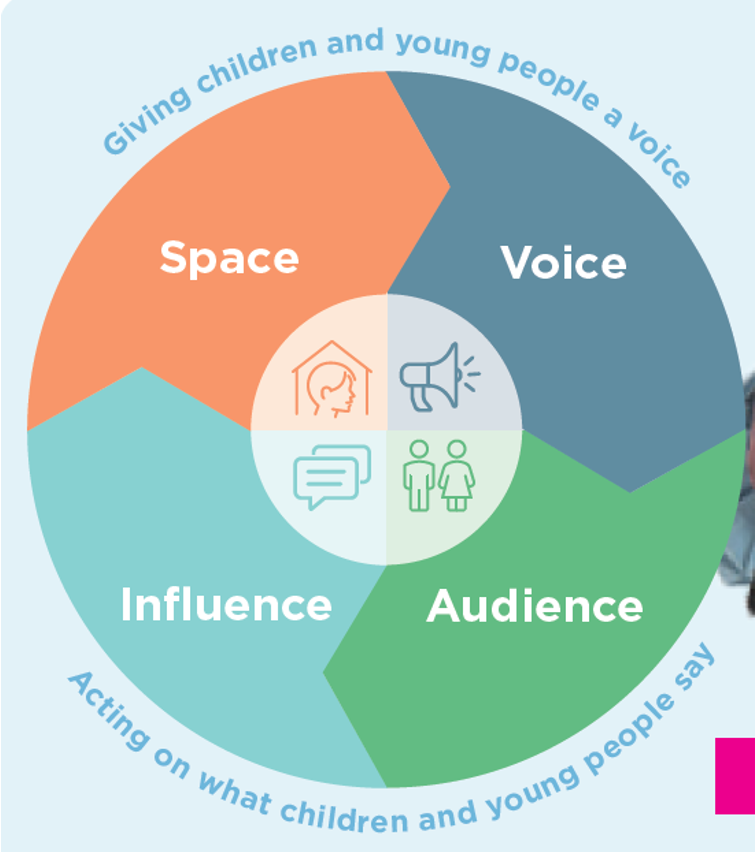 Giving children and young people a voice
Space
Voice
Influence
Audience
Acting on what children and young people say